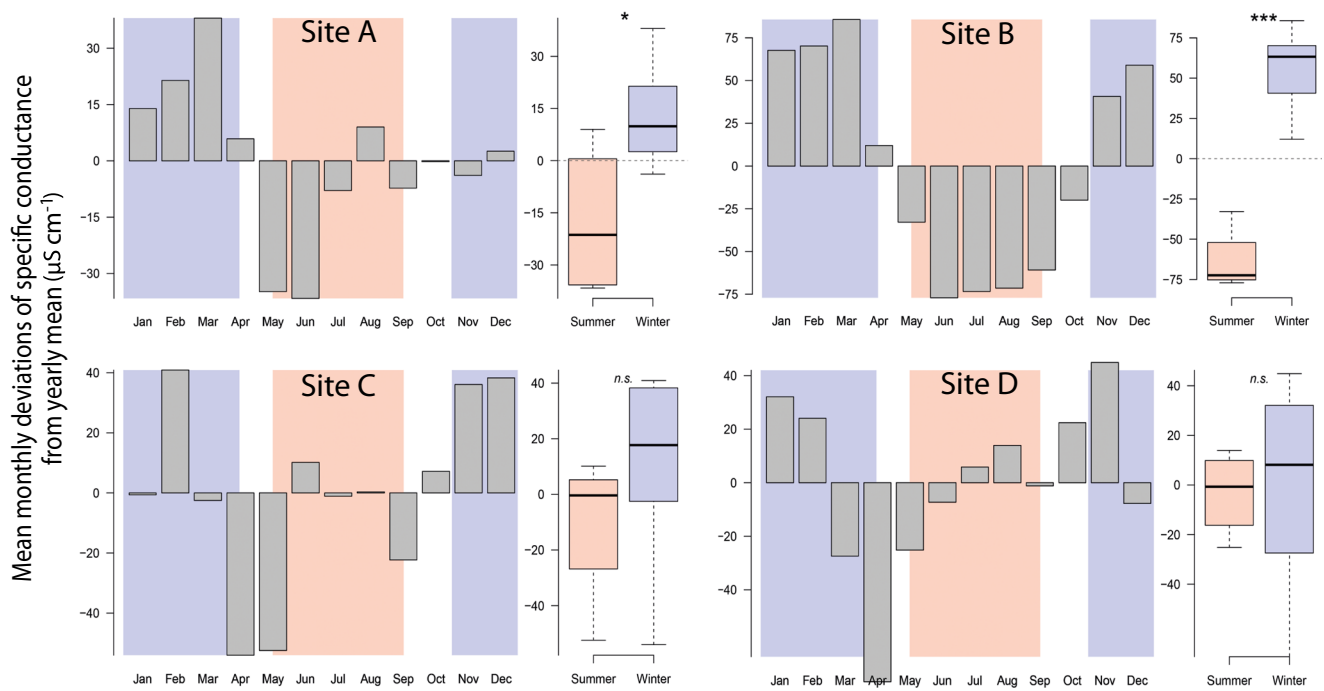 Mean monthly deviations of specific conductance
from yearly mean (µS cm⁻¹)
Site A
30
15
0
−15
−30
Jan Feb Mar Apr May Jun Jul Aug Sep Oct Nov Dec
*
30
15
0
−15
−30
Summer Winter
Site B
75
50
25
0
−25
−50
−75
Jan Feb Mar Apr May Jun Jul Aug Sep Oct Nov Dec
***
75
50
25
0
−25
−50
−75
Summer Winter
Site C
40
20
0
−20
−40
Jan Feb Mar Apr May Jun Jul Aug Sep Oct Nov Dec
n.s.
40
20
0
−20
−40
Summer Winter
Site D
40
20
0
−20
−40
Jan Feb Mar Apr May Jun Jul Aug Sep Oct Nov Dec
n.s.
40
20
0
−20
−40
Summer Winter